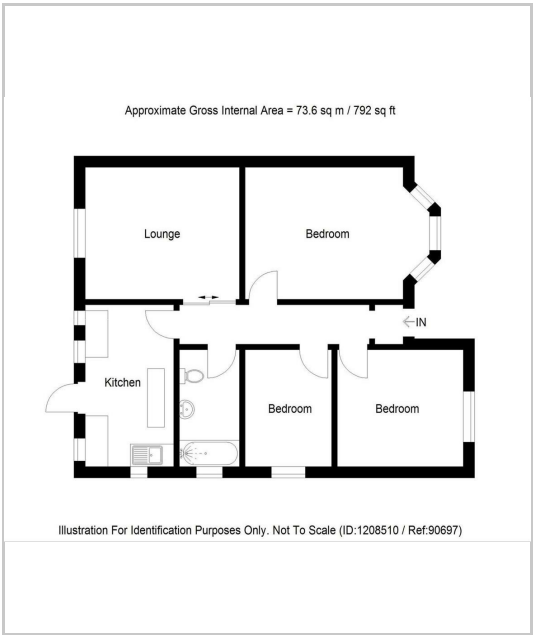 Approximate Gross Internal Area = 73.6 sq m / 792 sq ft
Lounge
Bedroom
IN
Kitchen
Bedroom
Bedroom
Illustration For Identification Purposes Only. Not To Scale (ID:1208510 / Ref:90697)